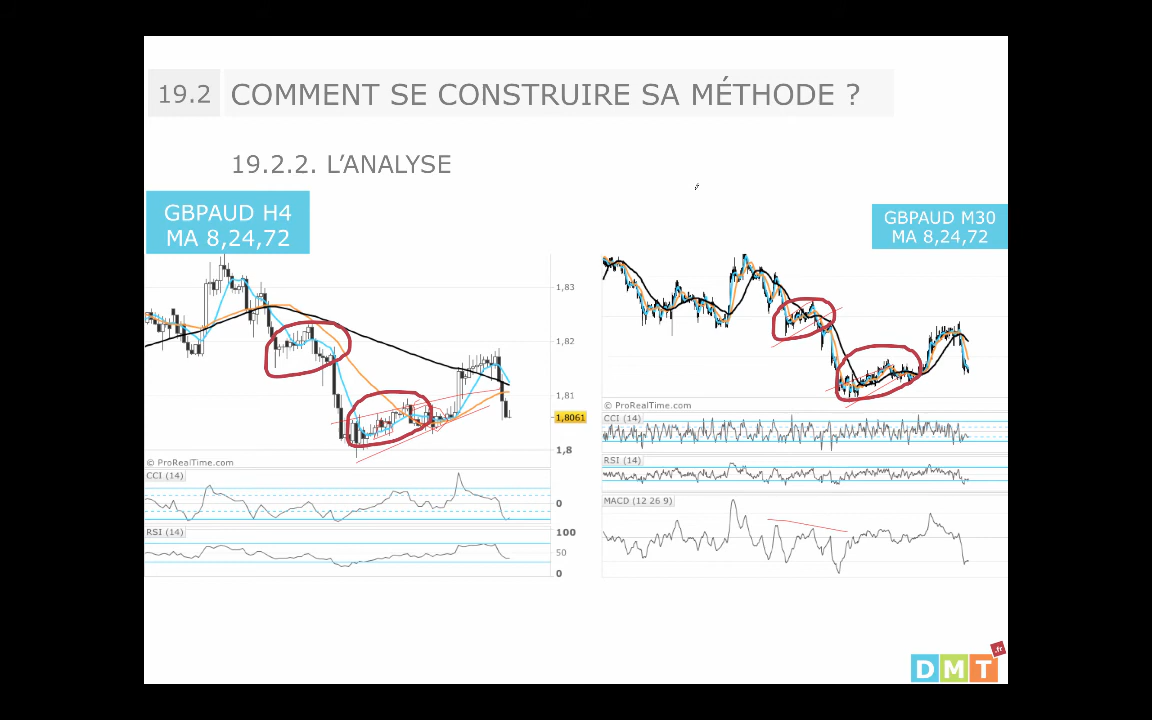 19.2
COMMENT SE CONSTRUIRE SA MÉTHODE ?
19.2.2. L’ANALYSE
GBPAUD H4
MA 8,24,72
1,83
1,82
1,81
1,8061
1,8
© ProRealTime.com
CCI (14)
0
RSI (14)
100
50
0
GBPAUD M30
MA 8,24,72
© ProRealTime.com
CCI (14)
RSI (14)
MACD (12 26 9)
DMT
.fr